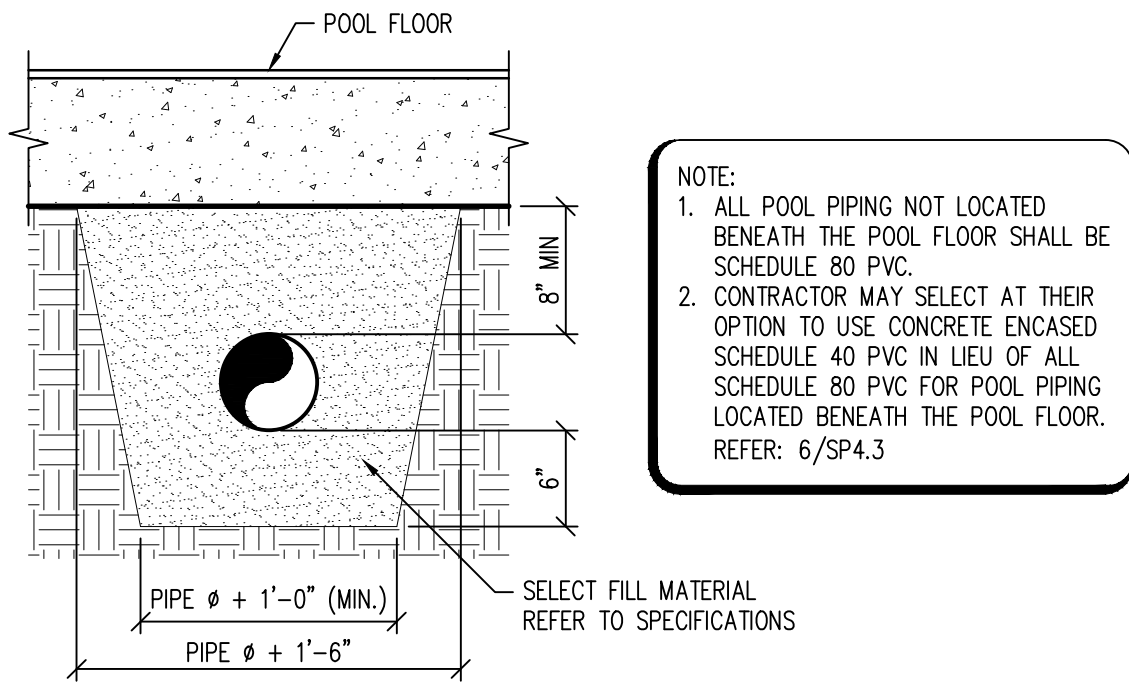 POOL FLOOR
8" MIN
6"
PIPE ø + 1'-0" (MIN.)
PIPE ø + 1'-6"
SELECT FILL MATERIAL
REFER TO SPECIFICATIONS
NOTE:
1. ALL POOL PIPING NOT LOCATED
BENEATH THE POOL FLOOR SHALL BE
SCHEDULE 80 PVC.
2. CONTRACTOR MAY SELECT AT THEIR
OPTION TO USE CONCRETE ENCASED
SCHEDULE 40 PVC IN LIEU OF ALL
SCHEDULE 80 PVC FOR POOL PIPING
LOCATED BENEATH THE POOL FLOOR.
REFER: 6/SP4.3